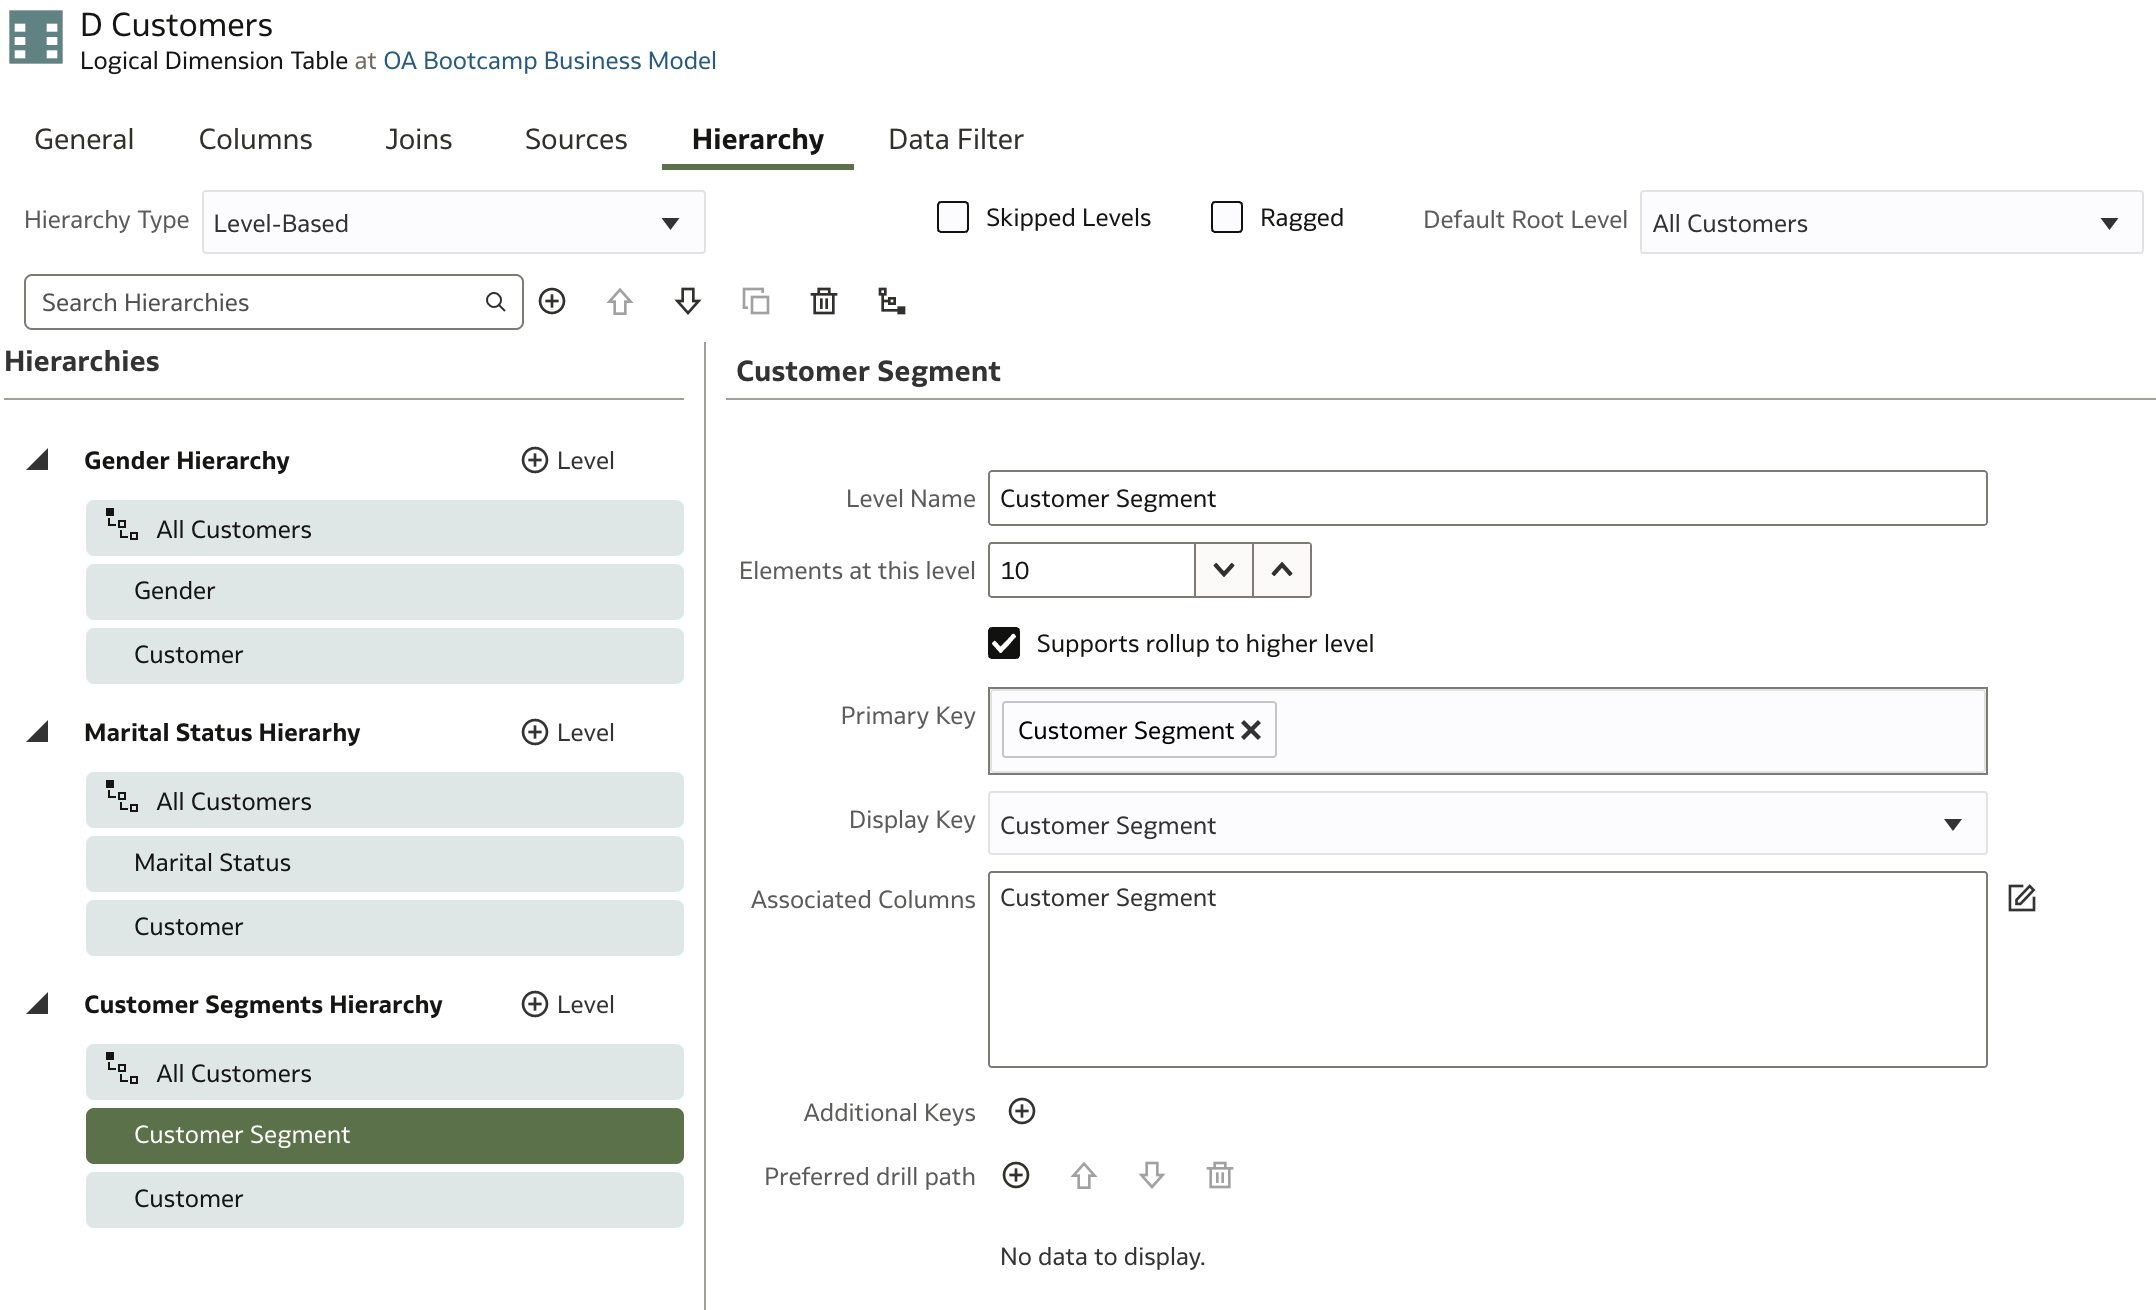 D Customers
Logical Dimension Table at OA Bootcamp Business Model
General Columns Joins Sources Hierarchy Data Filter
Hierarchy Type Level-Based Skipped Levels Ragged Default Root Level All Customers
Search Hierarchies
Hierarchies
Gender Hierarchy Level
All Customers
Gender
Customer
Marital Status Hierarhy Level
All Customers
Marital Status
Customer
Customer Segments Hierarchy Level
All Customers
Customer Segment
Customer
Customer Segment
Level Name Customer Segment
Elements at this level 10
Supports rollup to higher level
Primary Key Customer Segment
Display Key Customer Segment
Associated Columns Customer Segment
Additional Keys
Preferred drill path
No data to display.